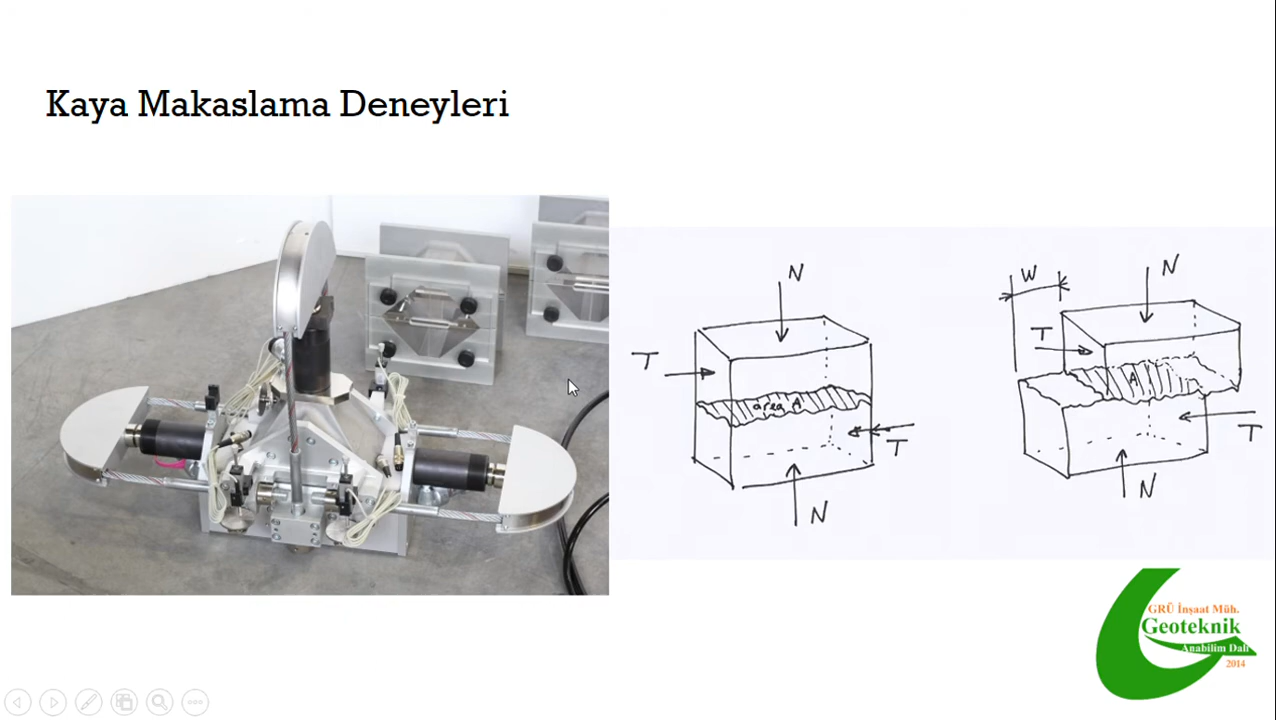 Kaya Makaslama Deneyleri
N
T
area A
T
N
W
N
T
A
T
N
GRÜ İnşaat Müh.
Geoteknik
Anabilim Dalı
2014